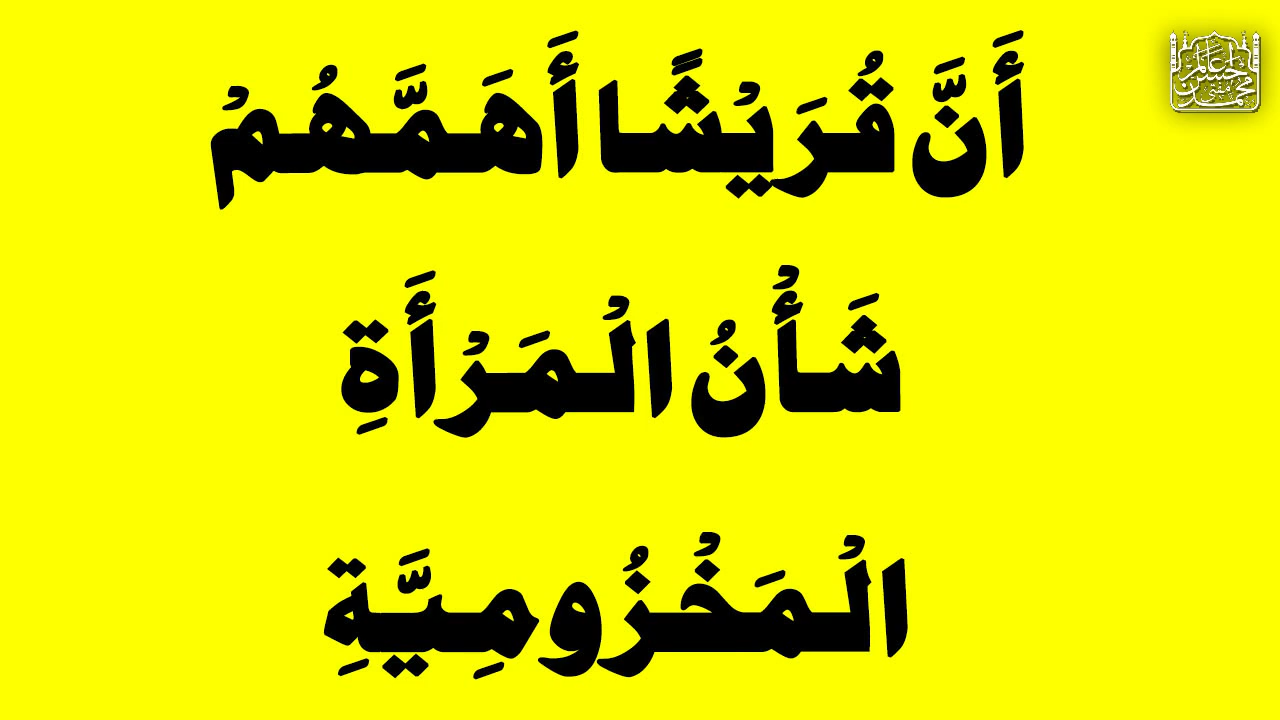 أَنَّ قُرَيْشًا أَهَمَّهُمْ
شَأْنُ الْمَرْأَةِ
الْمَخْزُومِيَّةِ